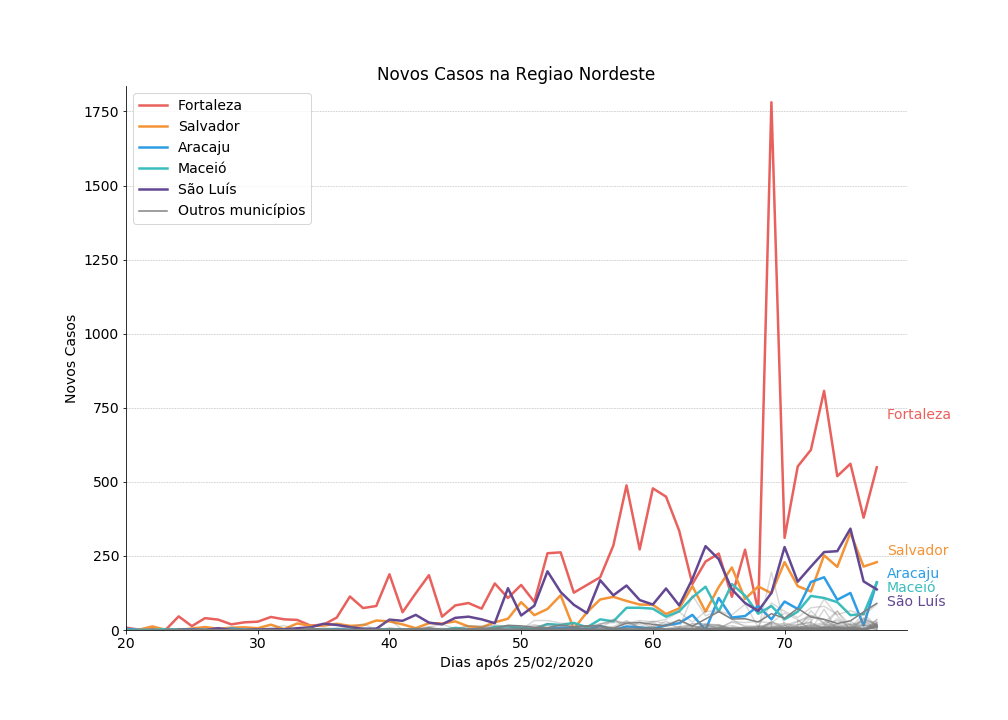 Novos Casos na Regiao Nordeste
Fortaleza
Salvador
Aracaju
Maceió
São Luís
Outros municípios
Novos Casos
1750
1500
1250
1000
750
500
250
0
Fortaleza
Salvador
Aracaju
Maceió
São Luís
20 30 40 50 60 70
Dias após 25/02/2020